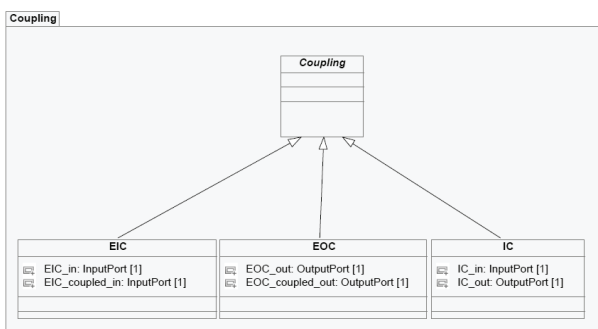 Coupling
Coupling
EIC
EIC_in: InputPort [1]
EIC_coupled_in: InputPort [1]
EOC
EOC_out: OutputPort [1]
EOC_coupled_out: OutputPort [1]
IC
IC_in: InputPort [1]
IC_out: OutputPort [1]